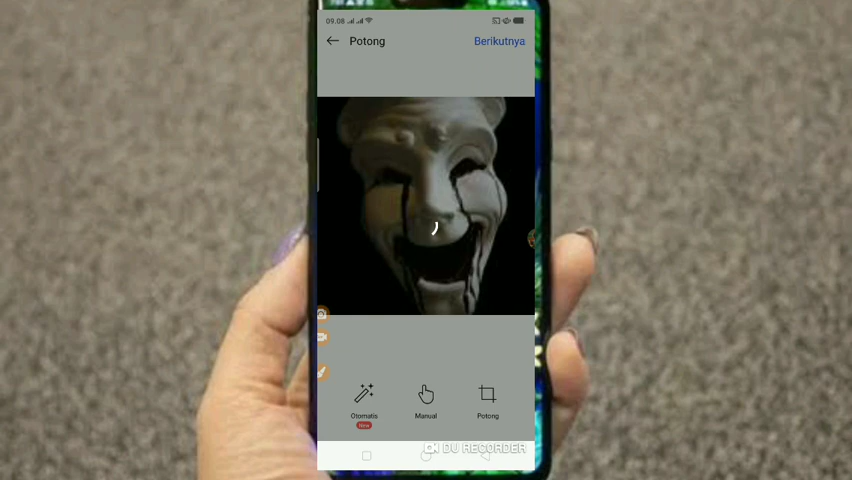 09.08
Potong
Berikutnya
Otomatis
Manual
Potong
New
DU RECORDER